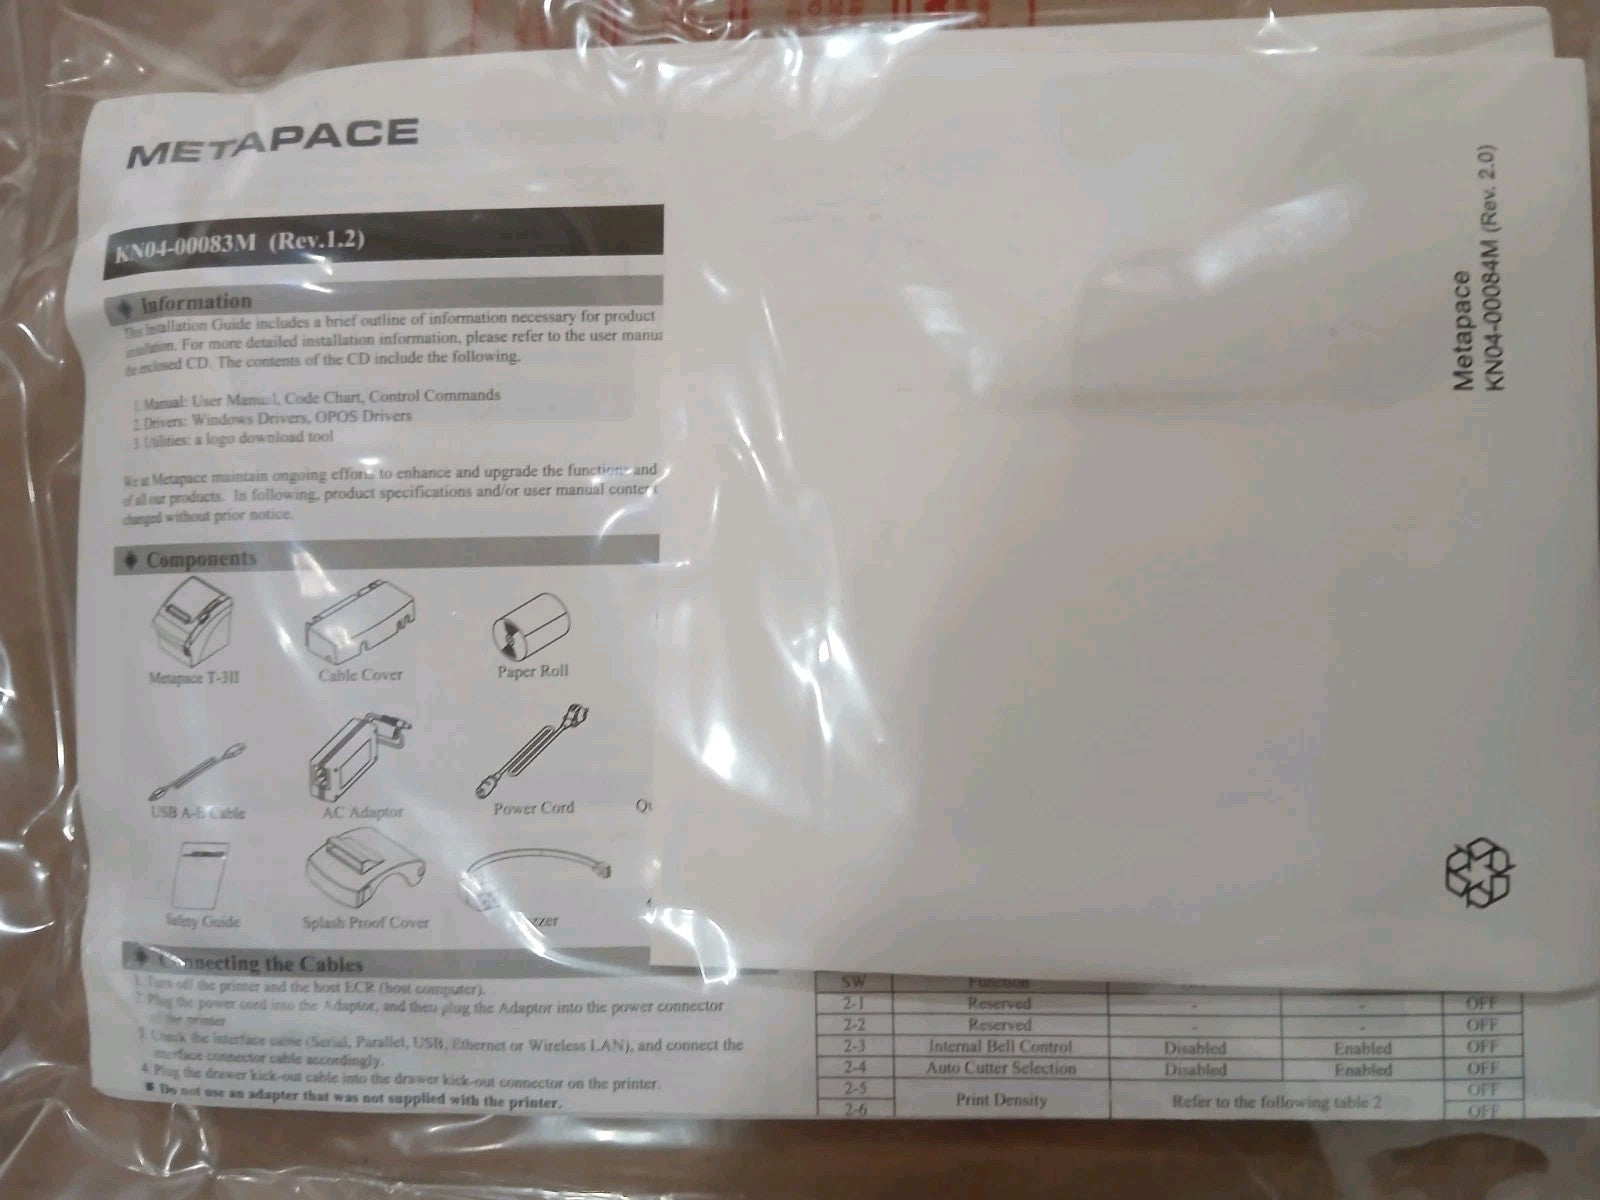 METAPACE
KN04-00083M (Rev.1.2)
Information
This Installation Guide includes a brief outline of information necessary for product
installation. For more detailed installation information, please refer to the user manua
the inclosed CD. The contents of the CD include the following.
1. Manual: User Manual, Code Chart, Control Commands
2. Drivers: Windows Drivers, OPOS Drivers
3. Utilities: a logo download tool
We at Metapace maintain ongoing efforts to enhance and upgrade the functions and
of all our products. In following, product specifications and/or user manual content
changed without prior notice.
Components
Metapace T-3II
Cable Cover
Paper Roll
USB A-B Cable
AC Adaptor
Power Cord
Safety Guide
Splash Proof Cover
zzer
Connecting the Cables
1. Turn off the printer and the host ECR (host computer).
2. Plug the power cord into the Adaptor, and then plug the Adaptor into the power connector
the printer
3. Check the interface cable (Serial, Parallel, USB, Ethernet or Wireless LAN), and connect the
interface connector cable accordingly.
4. Plug the drawer kick-out cable into the drawer kick-out connector on the printer.
Do not use an adapter that was not supplied with the printer.
Metapace
KN04-00084M (Rev. 2.0)
SW Function
2-1 Reserved - - OFF
2-2 Reserved - - OFF
2-3 Internal Bell Control Disabled Enabled OFF
2-4 Auto Cutter Selection Disabled Enabled OFF
2-5 Print Density Refer to the following table 2 OFF
2-6 OFF